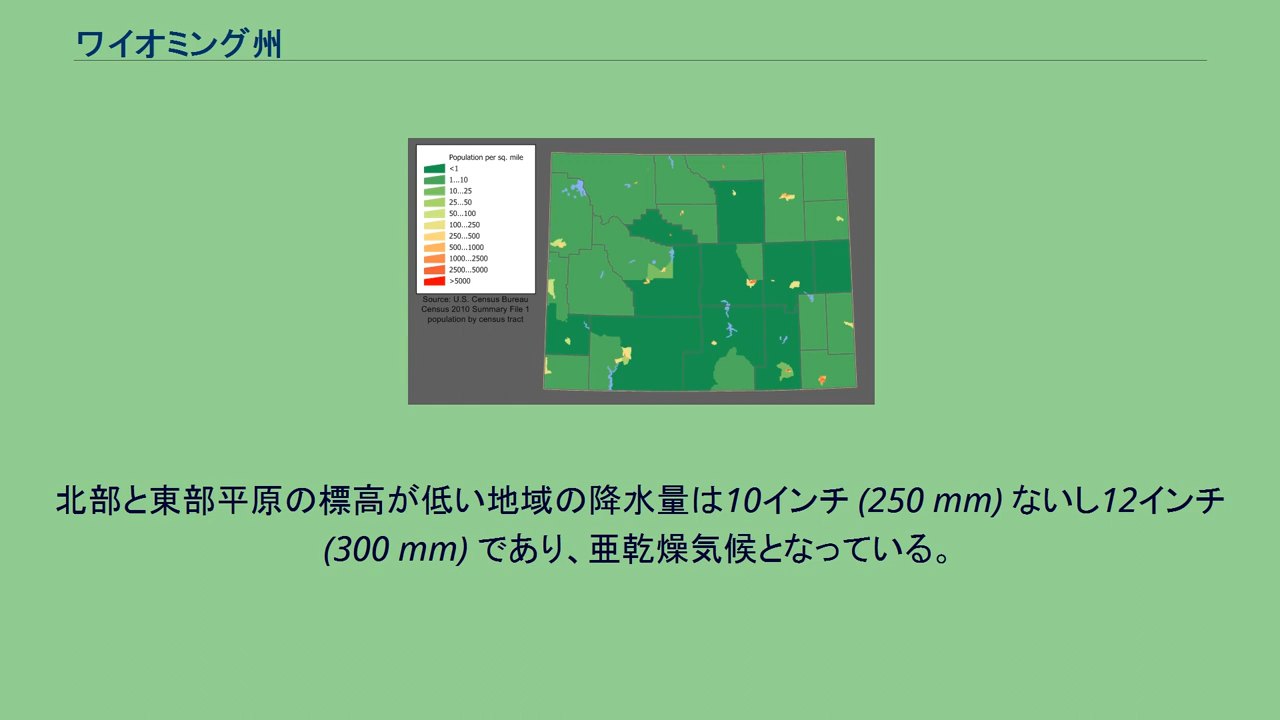 ワイオミング州
Population per sq. mile
<1
1...10
10...25
25...50
50...100
100...250
250...500
500...1000
1000...2500
2500...5000
>5000
Source: U.S. Census Bureau
Census 2010 Summary File 1
population by census tract
北部と東部平原の標高が低い地域の降水量は10インチ (250 mm) ないし12インチ
(300 mm) であり、亜乾燥気候となっている。